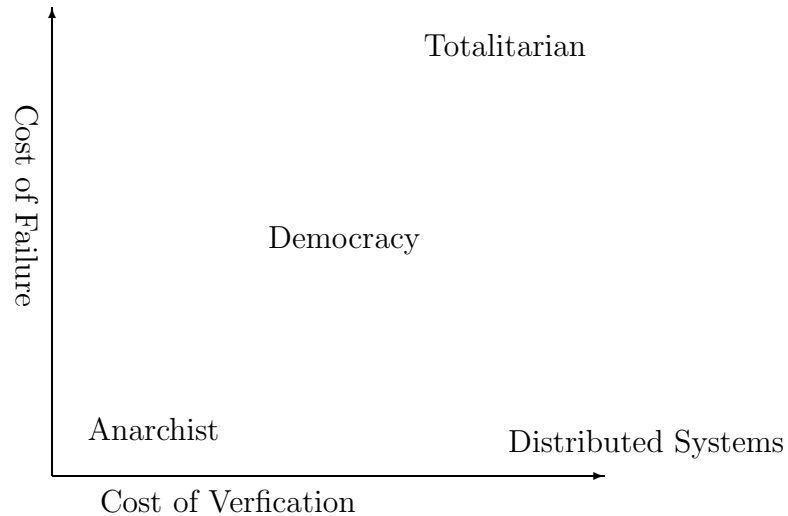 Totalitarian
Cost of Failure
Democracy
Anarchist
Distributed Systems
Cost of Verfication